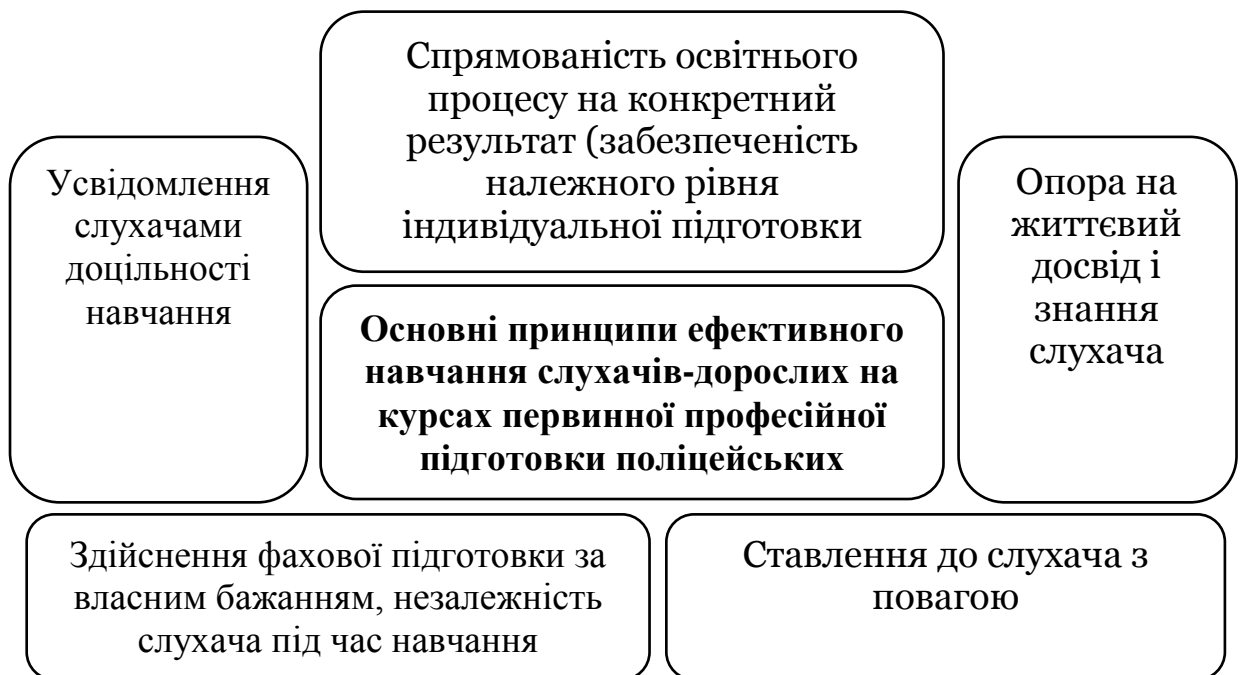 Спрямованість освітнього
процесу на конкретний
результат (забезпеченість
належного рівня
індивідуальної підготовки
Усвідомлення
слухачами
доцільності
навчання
Опора на
життєвий
досвід і
знання
слухача
Основні принципи ефективного
навчання слухачів-дорослих на
курсах первинної професійної
підготовки поліцейських
Здійснення фахової підготовки за
власним бажанням, незалежність
слухача під час навчання
Ставлення до слухача з
повагою